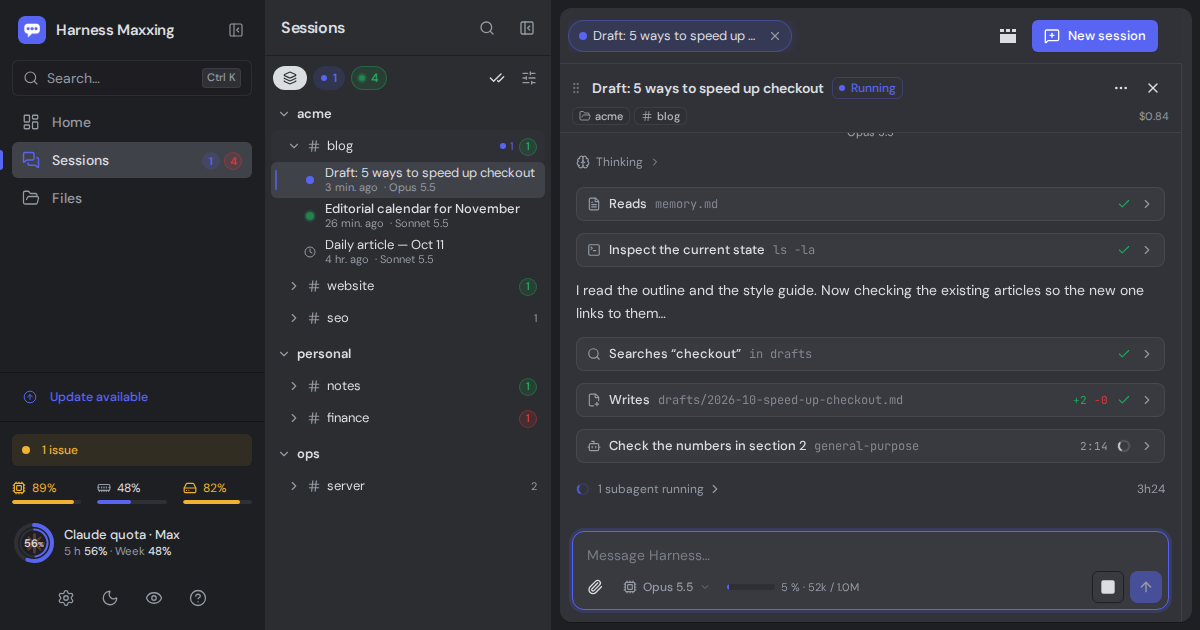 Harness Maxxing
Search...
Ctrl K
Home
Sessions
1
4
Files
Update available
1 issue
89%
48%
82%
56%
Claude quota · Max
5 h 56% · Week 48%
Sessions
1
4
acme
# blog
1
1
Draft: 5 ways to speed up checkout
3 min. ago · Opus 5.5
Editorial calendar for November
26 min. ago · Sonnet 5.5
Daily article — Oct 11
4 hr. ago · Sonnet 5.5
# website
1
# seo
1
personal
# notes
1
# finance
1
ops
# server
2
Draft: 5 ways to speed up ...
New session
Draft: 5 ways to speed up checkout
Running
acme
# blog
$0.84
Opus 5.5
Thinking
Reads memory.md
Inspect the current state ls -la
I read the outline and the style guide. Now checking the existing articles so the new one
links to them…
Searches “checkout” in drafts
Writes drafts/2026-10-speed-up-checkout.md
+2 -0
Check the numbers in section 2 general-purpose
2:14
1 subagent running
3h24
Message Harness…
Opus 5.5
5 % · 52k / 1.0M